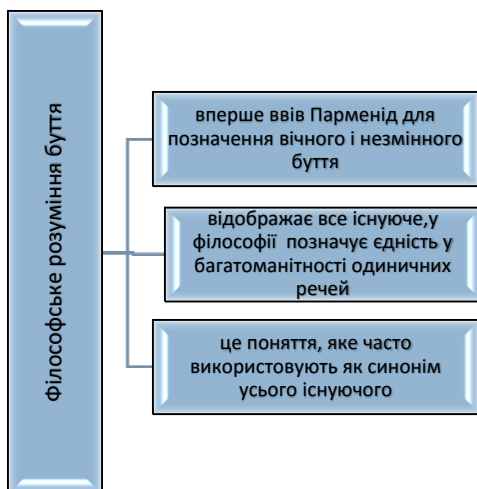 Філософське розуміння буття
вперше ввів Парменід для
позначення вічного і незмінного
буття
відображає все існуюче,у
філософії позначує єдність у
багатоманітності одиничних
речей
це поняття, яке часто
використовують як синонім
усього існуючого